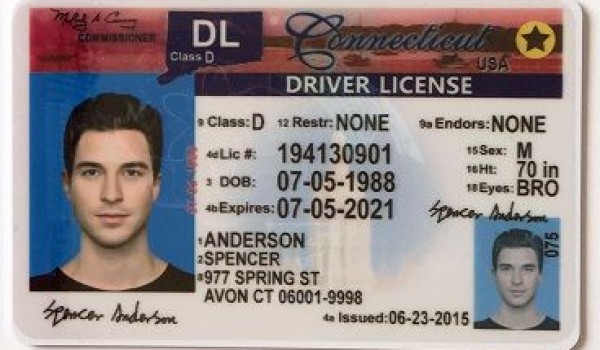 DL
Class D
COMMISSIONER
Connecticut
USA
DRIVER LICENSE
9 Class: D 12 Restr: NONE 9a Endors: NONE
4d Lic #: 194130901
15 Sex: M
3 DOB: 07-05-1988
16 Ht: 70 in
4b Expires: 07-05-2021
18 Eyes: BRO
Spencer Anderson
1 ANDERSON
2 SPENCER
8 977 SPRING ST
AVON CT 06001-9998
075
4a Issued: 06-23-2015
Spencer Anderson